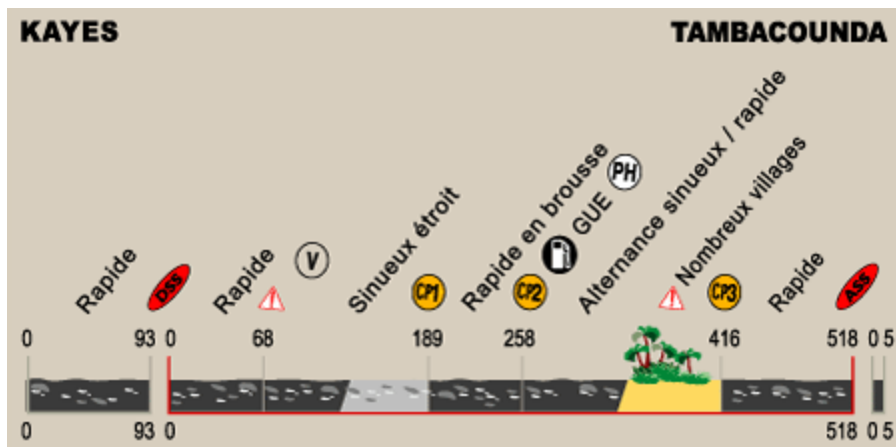 KAYES
TAMBACOUNDA
Rapide
DSS
Rapide
V
Sinueux étroit
CP1
Rapide en brousse
CP2
GUE
PH
Alternance sinueux / rapide
Nombreux villages
CP3
Rapide
ASS
0 93 0 68 189 258 416 518 0 5
0 93 0 518 0 5